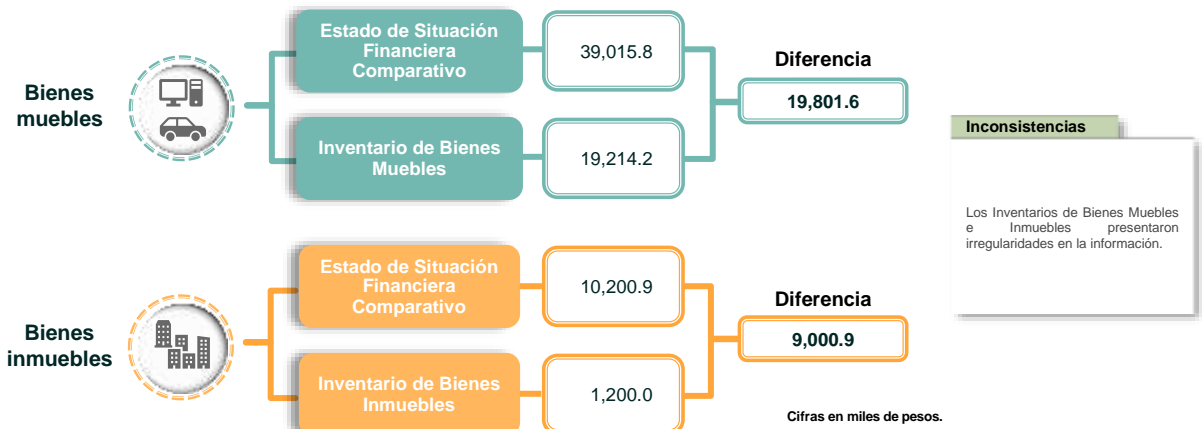 Bienes
muebles
Estado de Situación
Financiera
Comparativo
39,015.8
Inventario de Bienes
Muebles
19,214.2
Diferencia
19,801.6
Inconsistencias
Los Inventarios de Bienes Muebles
e Inmuebles presentaron
irregularidades en la información.
Bienes
inmuebles
Estado de Situación
Financiera
Comparativo
10,200.9
Inventario de Bienes
Inmuebles
1,200.0
Diferencia
9,000.9
Cifras en miles de pesos.